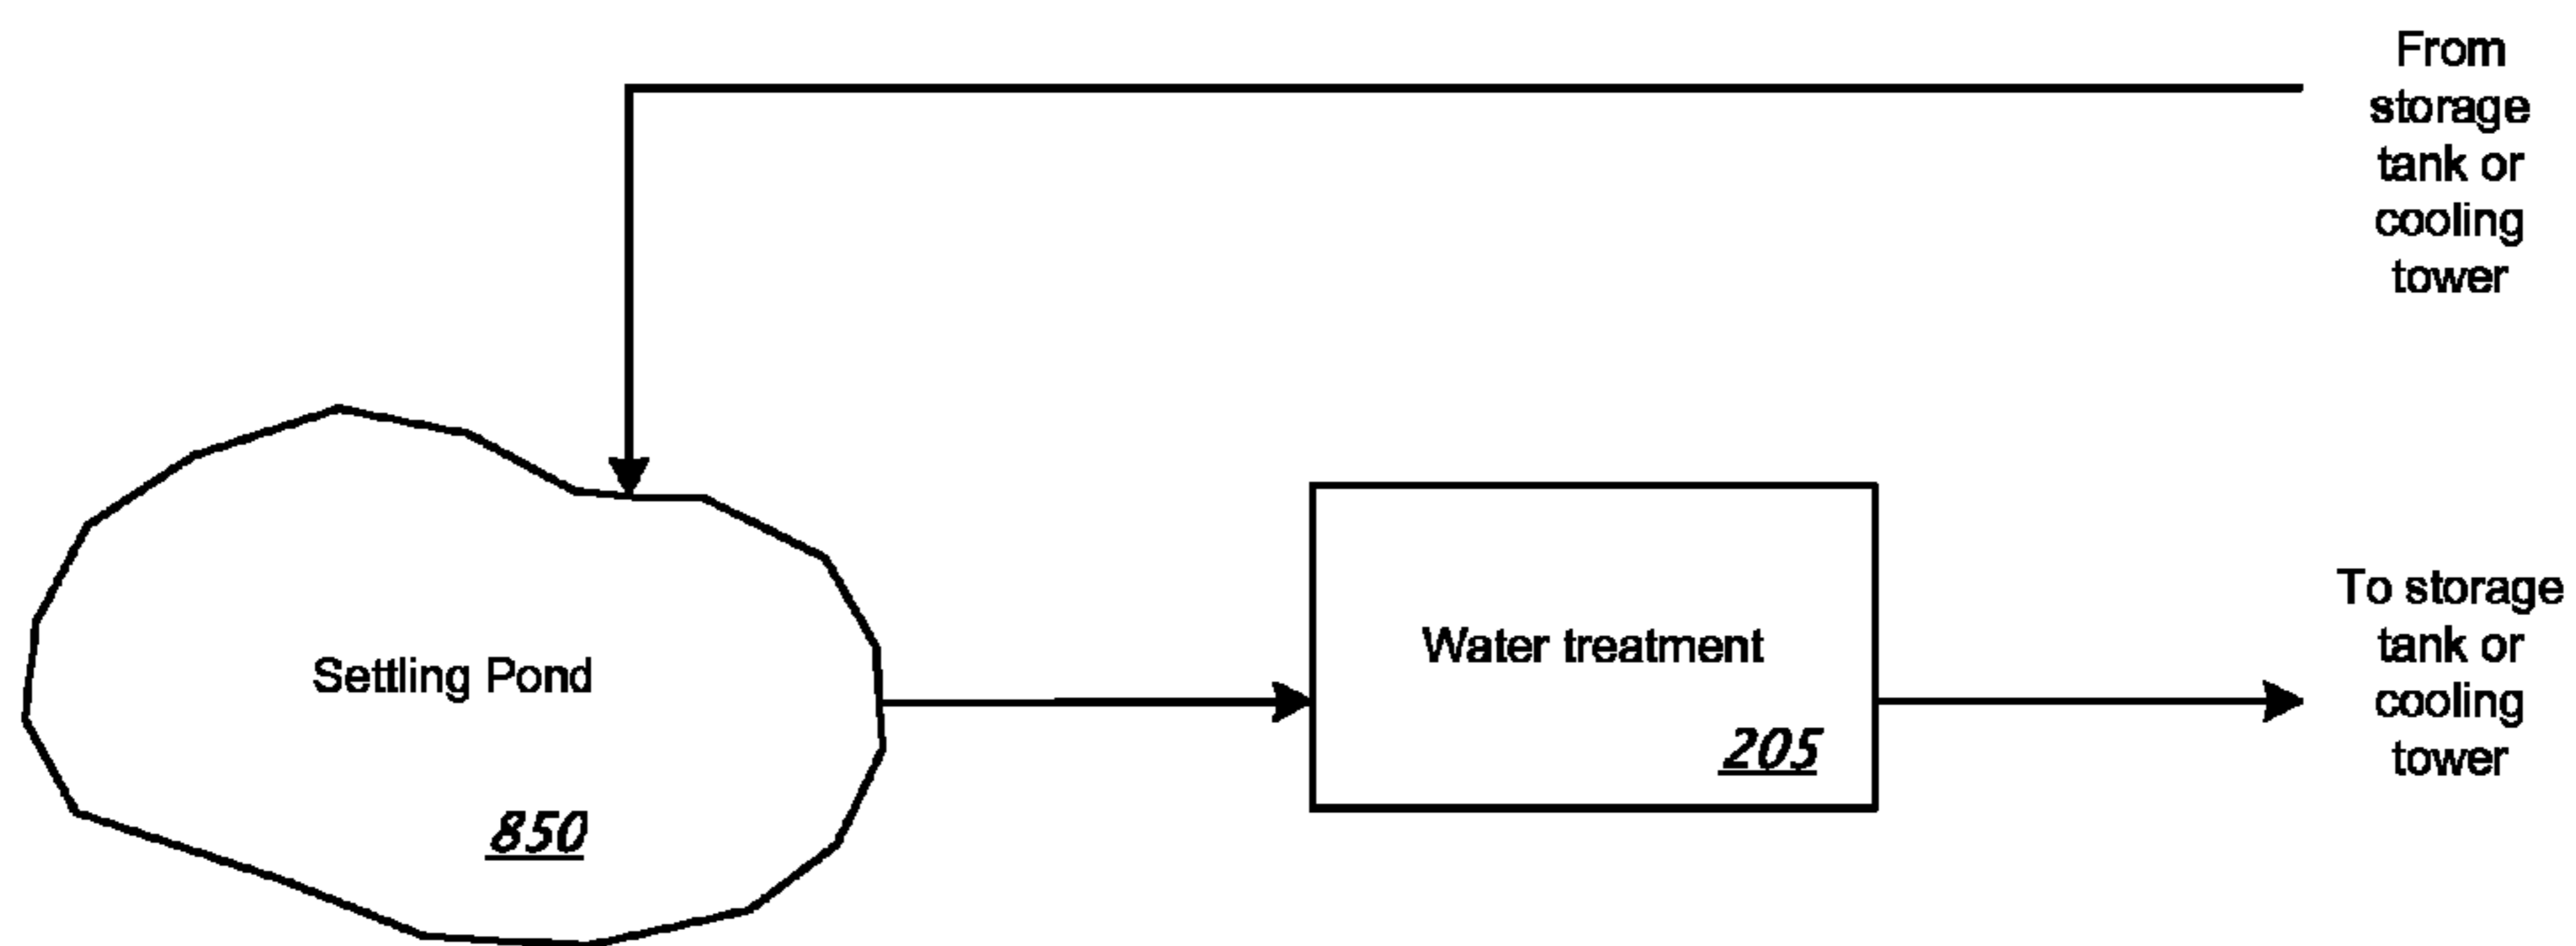 From
storage
tank or
cooling
tower
Settling Pond
850
Water treatment
205
To storage
tank or
cooling
tower